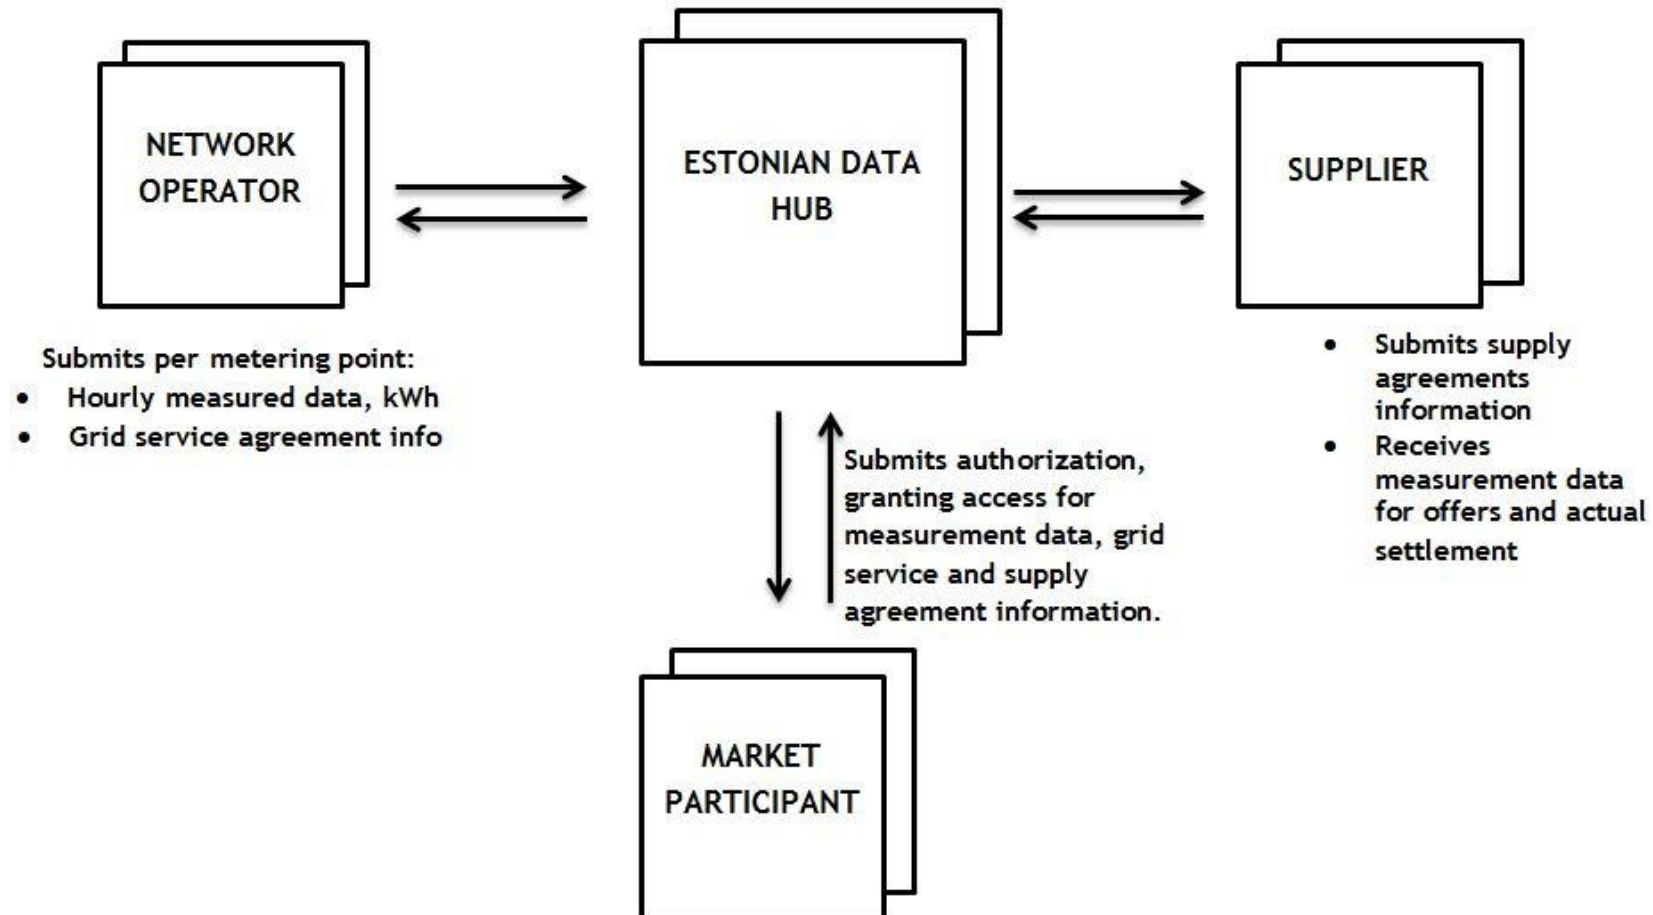 NETWORK
OPERATOR
ESTONIAN DATA
HUB
SUPPLIER
Submits per metering point:
• Hourly measured data, kWh
• Grid service agreement info
• Submits supply
agreements
information
• Receives
measurement data
for offers and actual
settlement
Submits authorization,
granting access for
measurement data, grid
service and supply
agreement information.
MARKET
PARTICIPANT